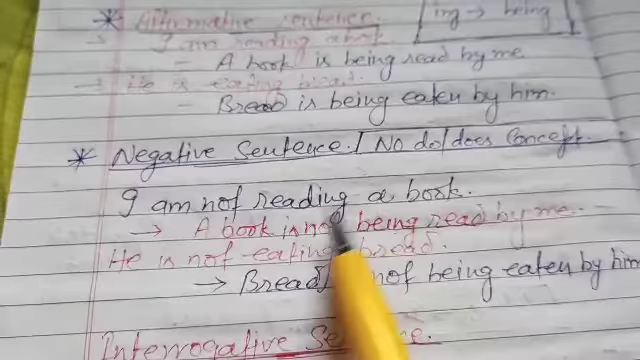 * Affirmative sentence. ing → being
→ I am reading a book
- A book is being read by me
→ He is eating bread.
- Bread is being eaten by him.
* Negative Sentence. / No do/does Concept.
I am not reading a book.
→ A book is not being read by me.
He is not eating bread.
→ Bread not being eaten by him
Interrogative